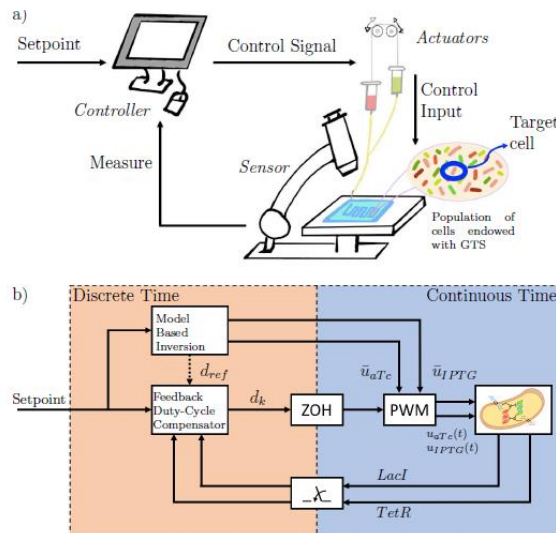 a)
Setpoint
Control Signal
Actuators
Controller
Control
Input
Target
cell
Sensor
Measure
Population of
cells endowed
with GTS
b)
Discrete Time
Continuous Time
Model
Based
Inversion
d_ref
ū_aTc
ū_IPTG
Setpoint
Feedback
Duty-Cycle
Compensator
d_k
ZOH
PWM
u_aTc(t)
u_IPTG(t)
LacI
TetR